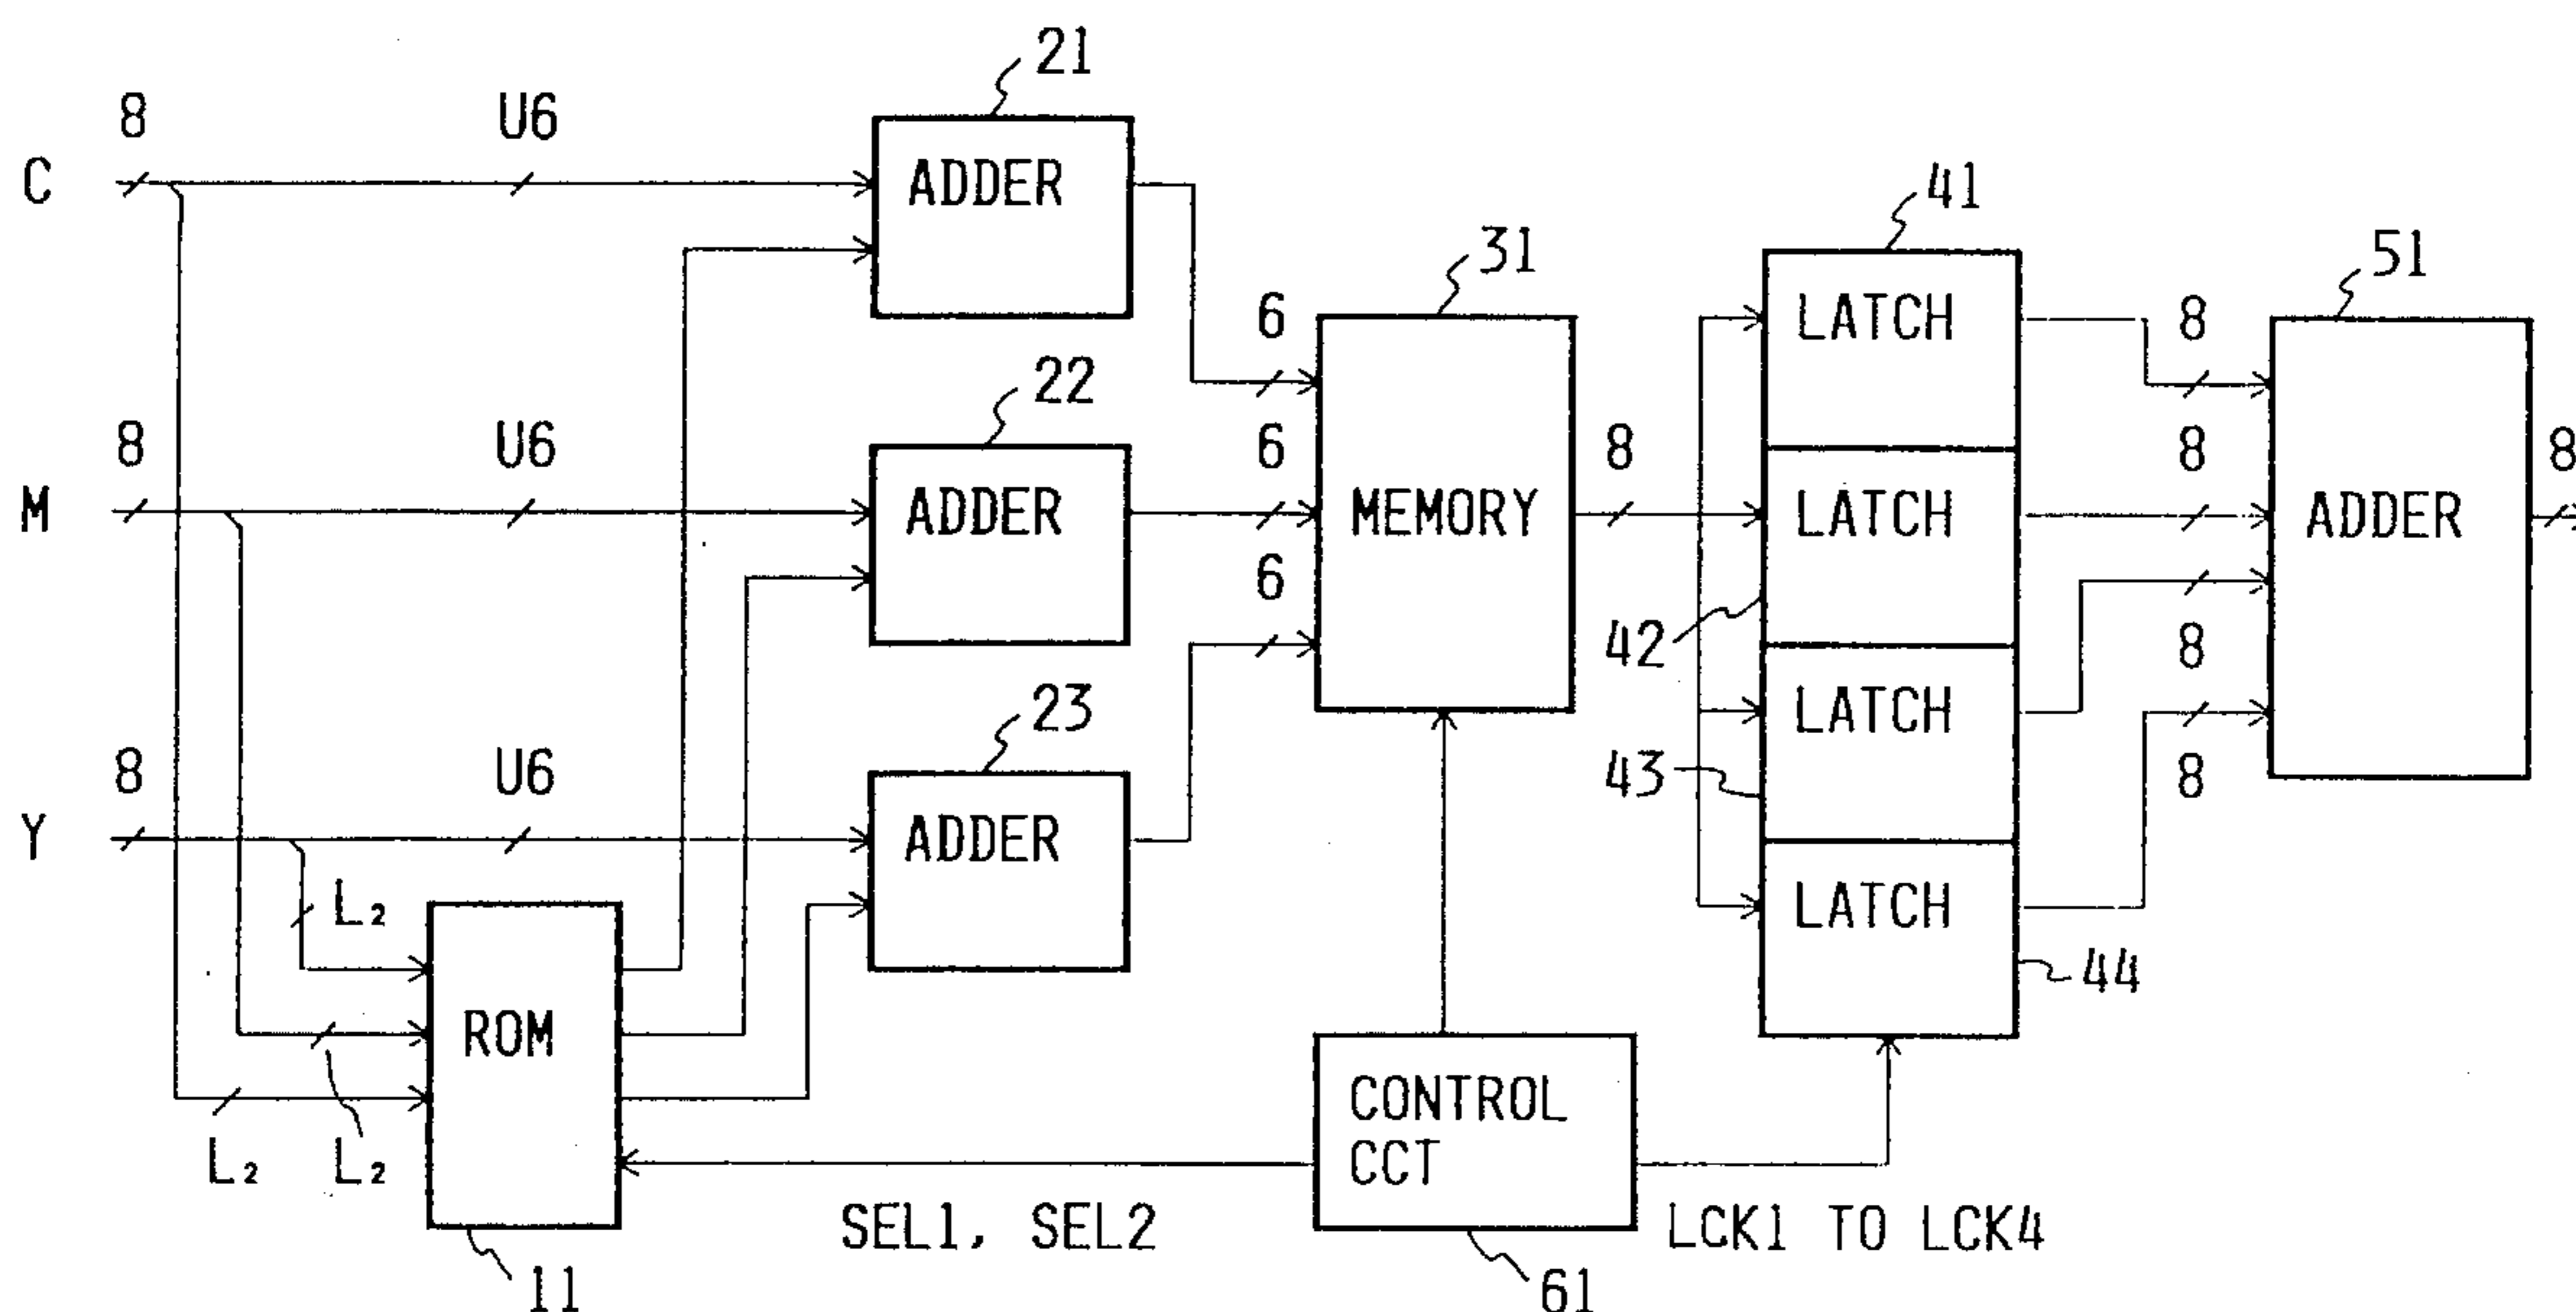 21
8 U6
C ADDER
41
31 51
6 LATCH 8
22
8 U6 6 8 8 8
M ADDER MEMORY LATCH ADDER
6
42 8
23 LATCH
8 U6 43 8
Y ADDER
L₂ LATCH
44
ROM
CONTROL
L₂ L₂ CCT
SEL1, SEL2 LCK1 TO LCK4
11 61